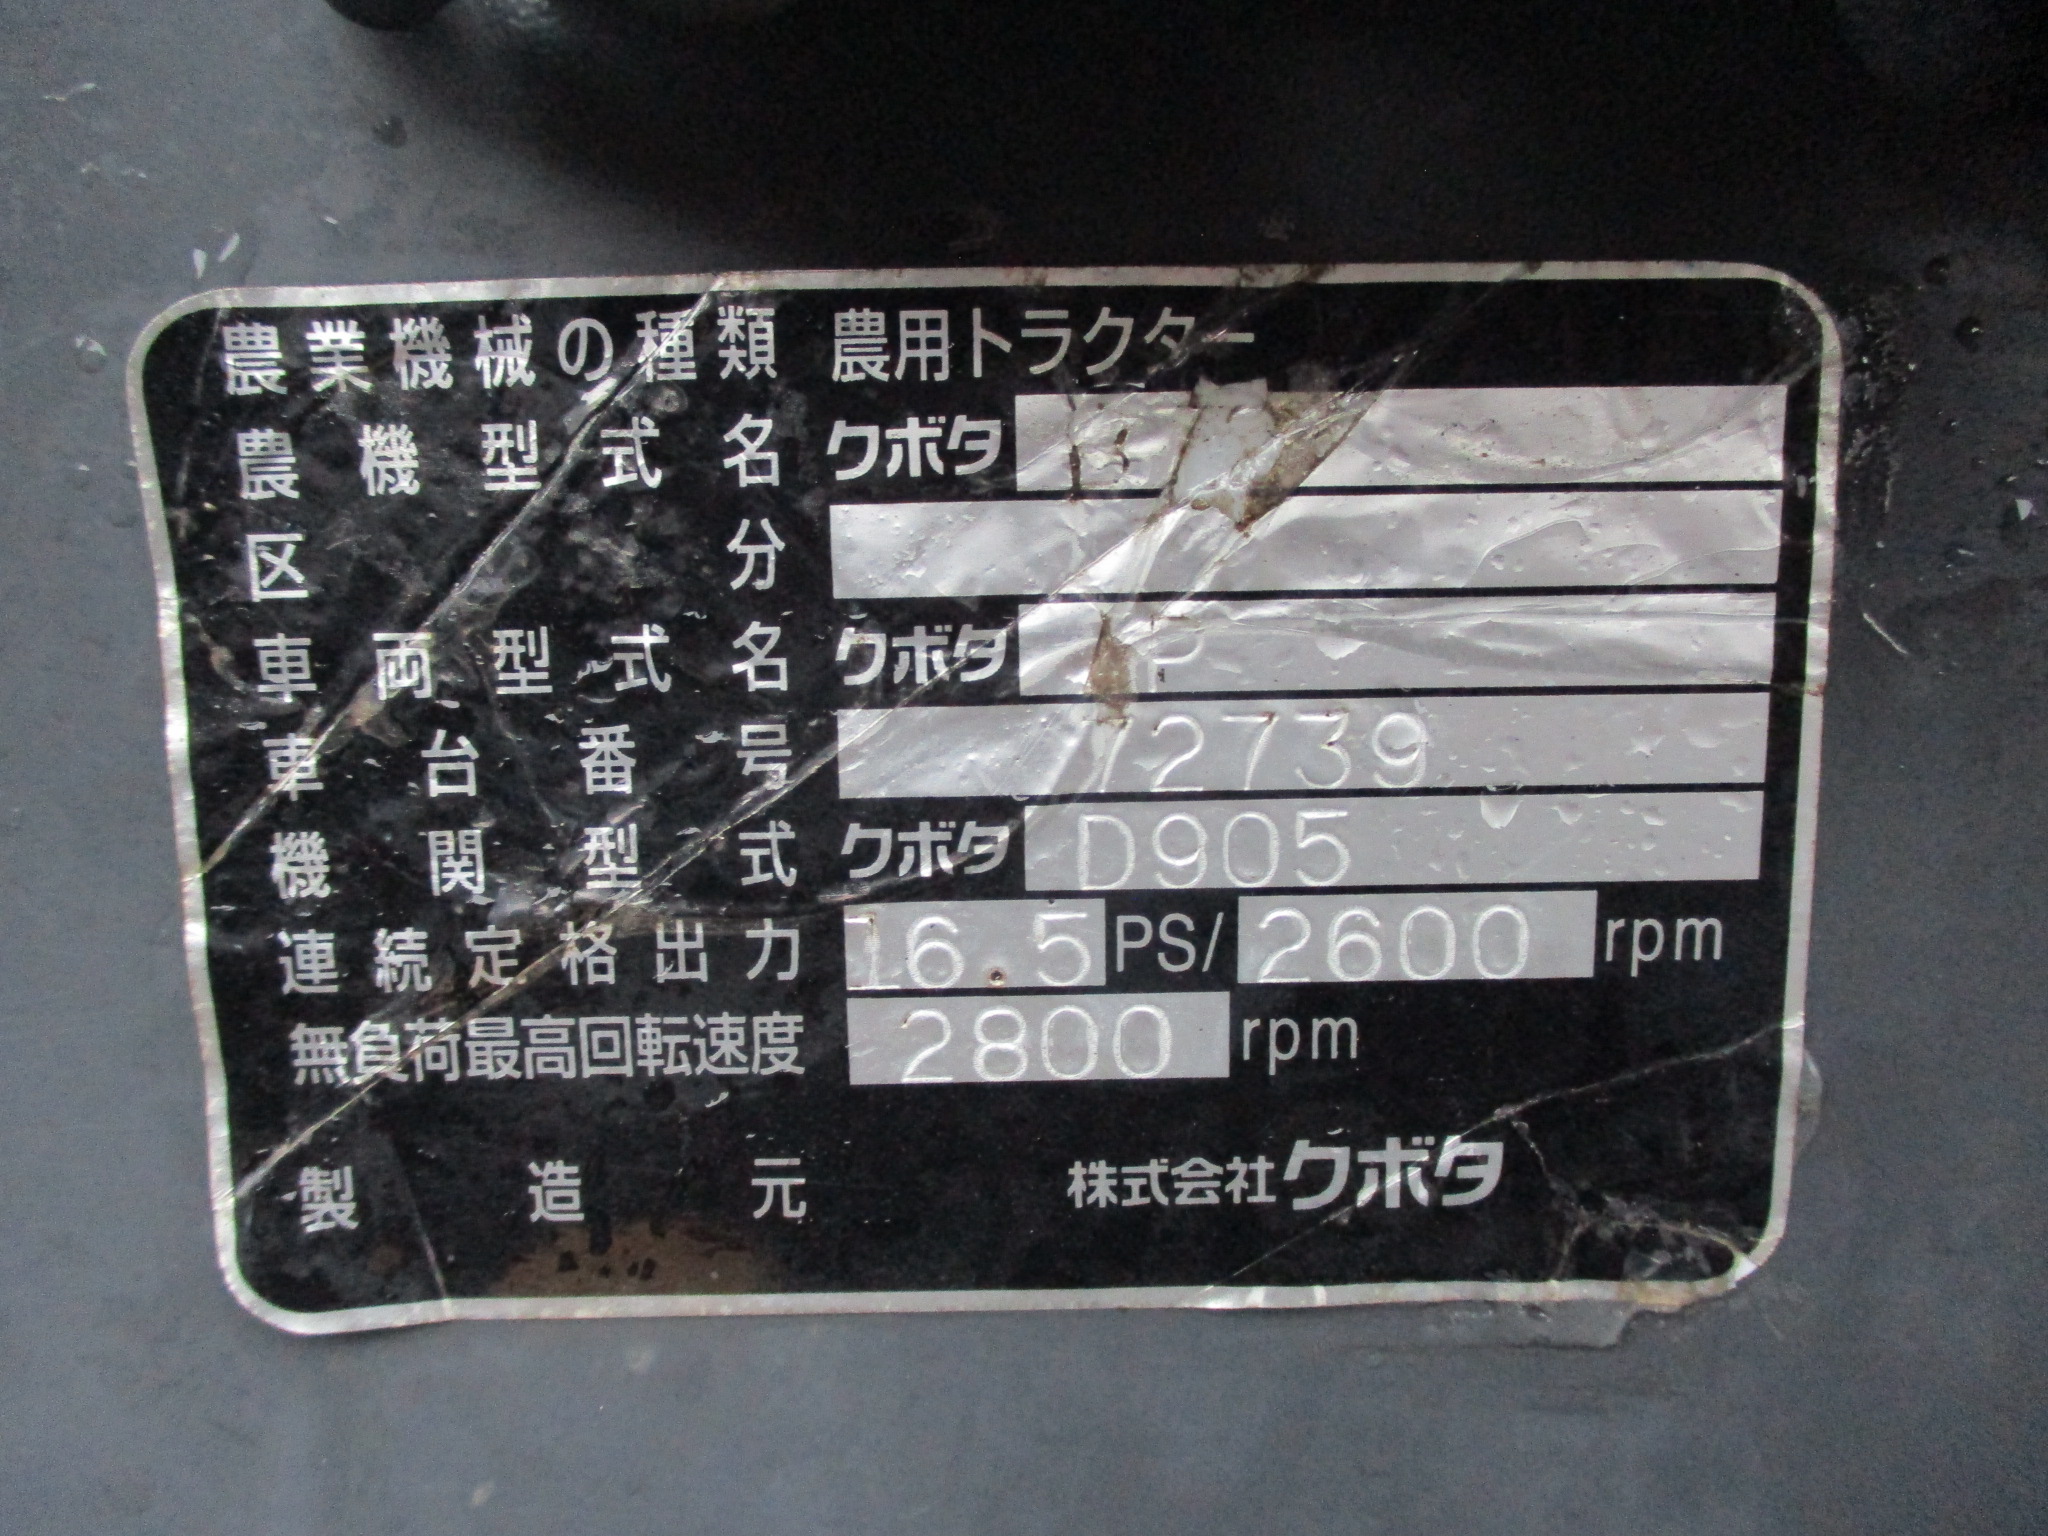 農業機械の種類 農用トラクター
農機型式名 クボタ
区分
車両型式名 クボタ P
車台番号 72739
機関型式 クボタ D905
連続定格出力 16.5 PS/ 2600 rpm
無負荷最高回転速度 2800 rpm
製造元 株式会社クボタ